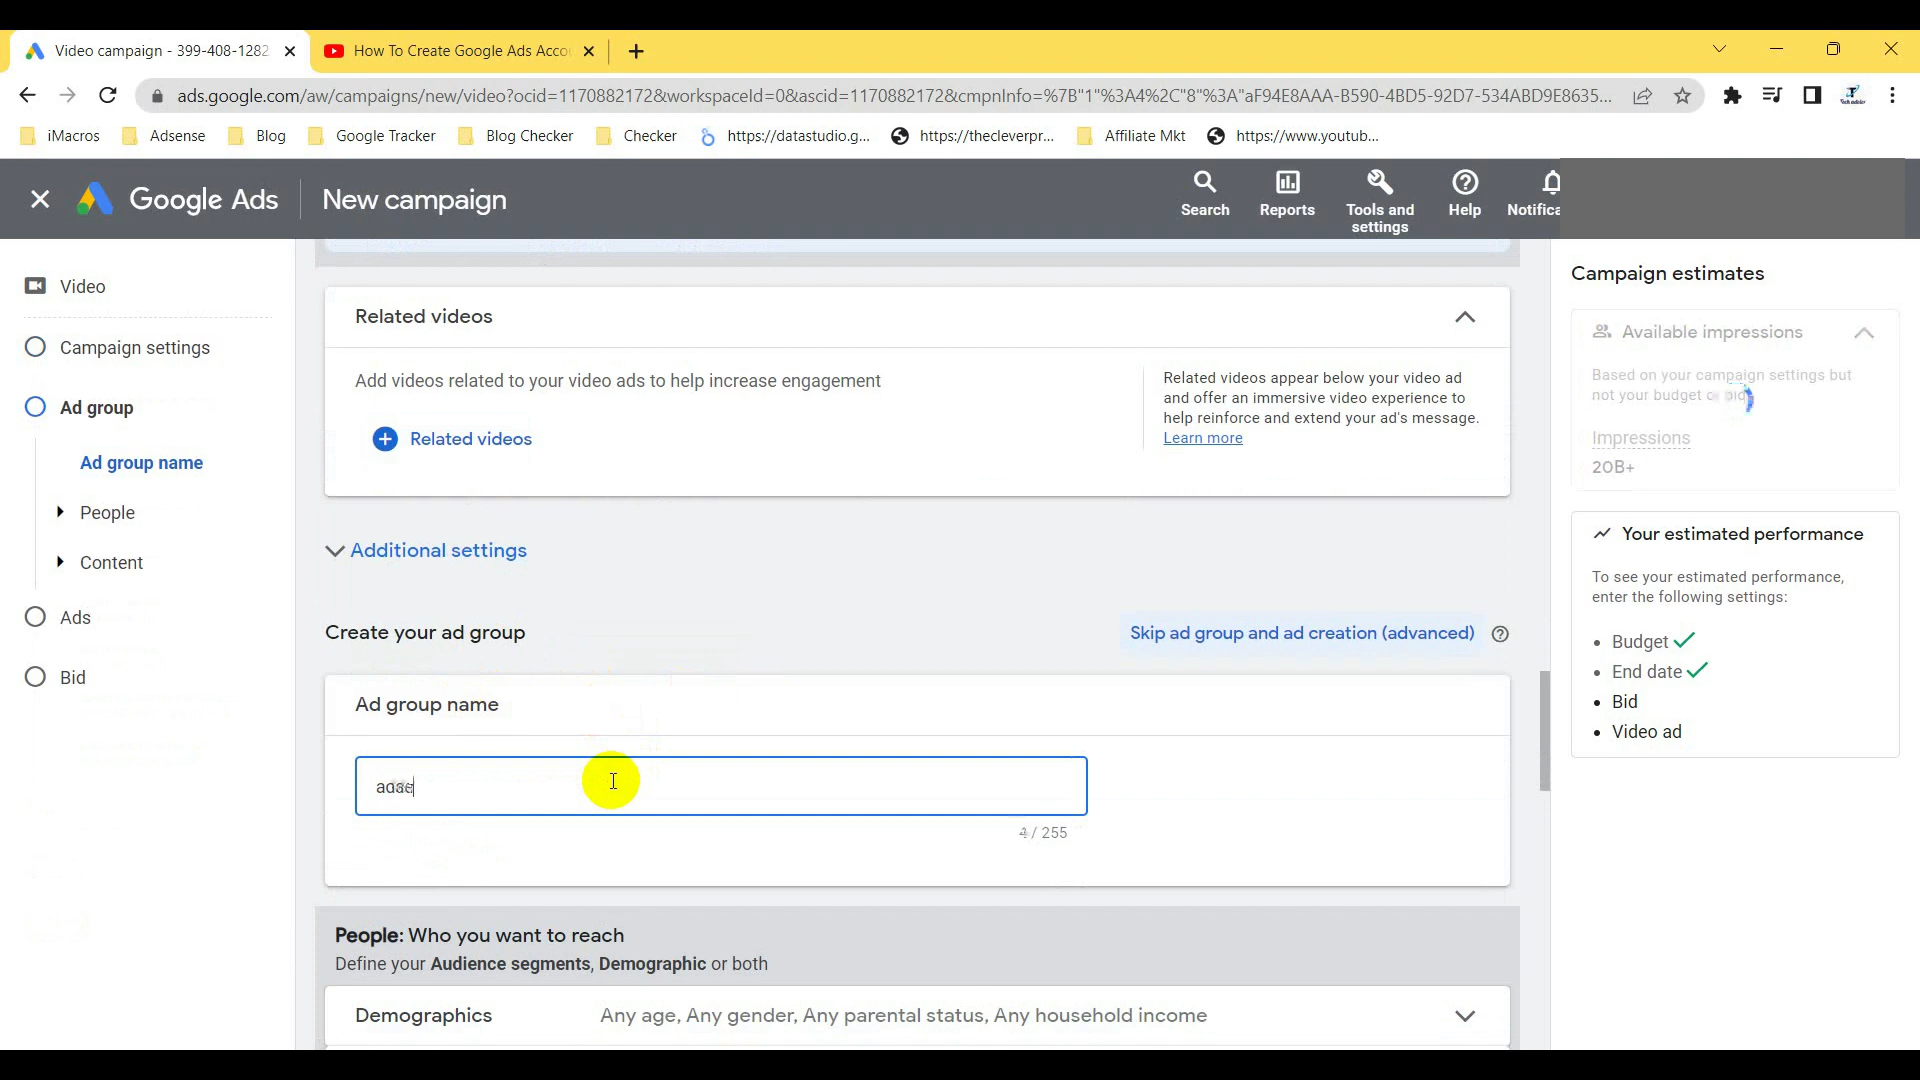 Video campaign - 399-408-1282
How To Create Google Ads Acco
ads.google.com/aw/campaigns/new/video?ocid=1170882172&workspaceId=0&ascid=1170882172&cmpnInfo=%7B"1"%3A4%2C"8"%3A"aF94E8AAA-B590-4BD5-92D7-534ABD9E8635...
iMacros
Adsense
Blog
Google Tracker
Blog Checker
Checker
https://datastudio.g...
https://thecleverpr...
Affiliate Mkt
https://www.youtub...
Google Ads
New campaign
Search
Reports
Tools and
settings
Help
Notifica
Video
Campaign settings
Ad group
Ad group name
People
Content
Ads
Bid
Related videos
Add videos related to your video ads to help increase engagement
Related videos
Related videos appear below your video ad
and offer an immersive video experience to
help reinforce and extend your ad's message.
Learn more
Additional settings
Create your ad group
Skip ad group and ad creation (advanced)
Ad group name
/ 255
People: Who you want to reach
Define your Audience segments, Demographic or both
Demographics
Any age, Any gender, Any parental status, Any household income
Campaign estimates
Available impressions
Based on your campaign settings but
not your budget
Impressions
20B+
Your estimated performance
To see your estimated performance,
enter the following settings:
Budget
End date
Bid
Video ad